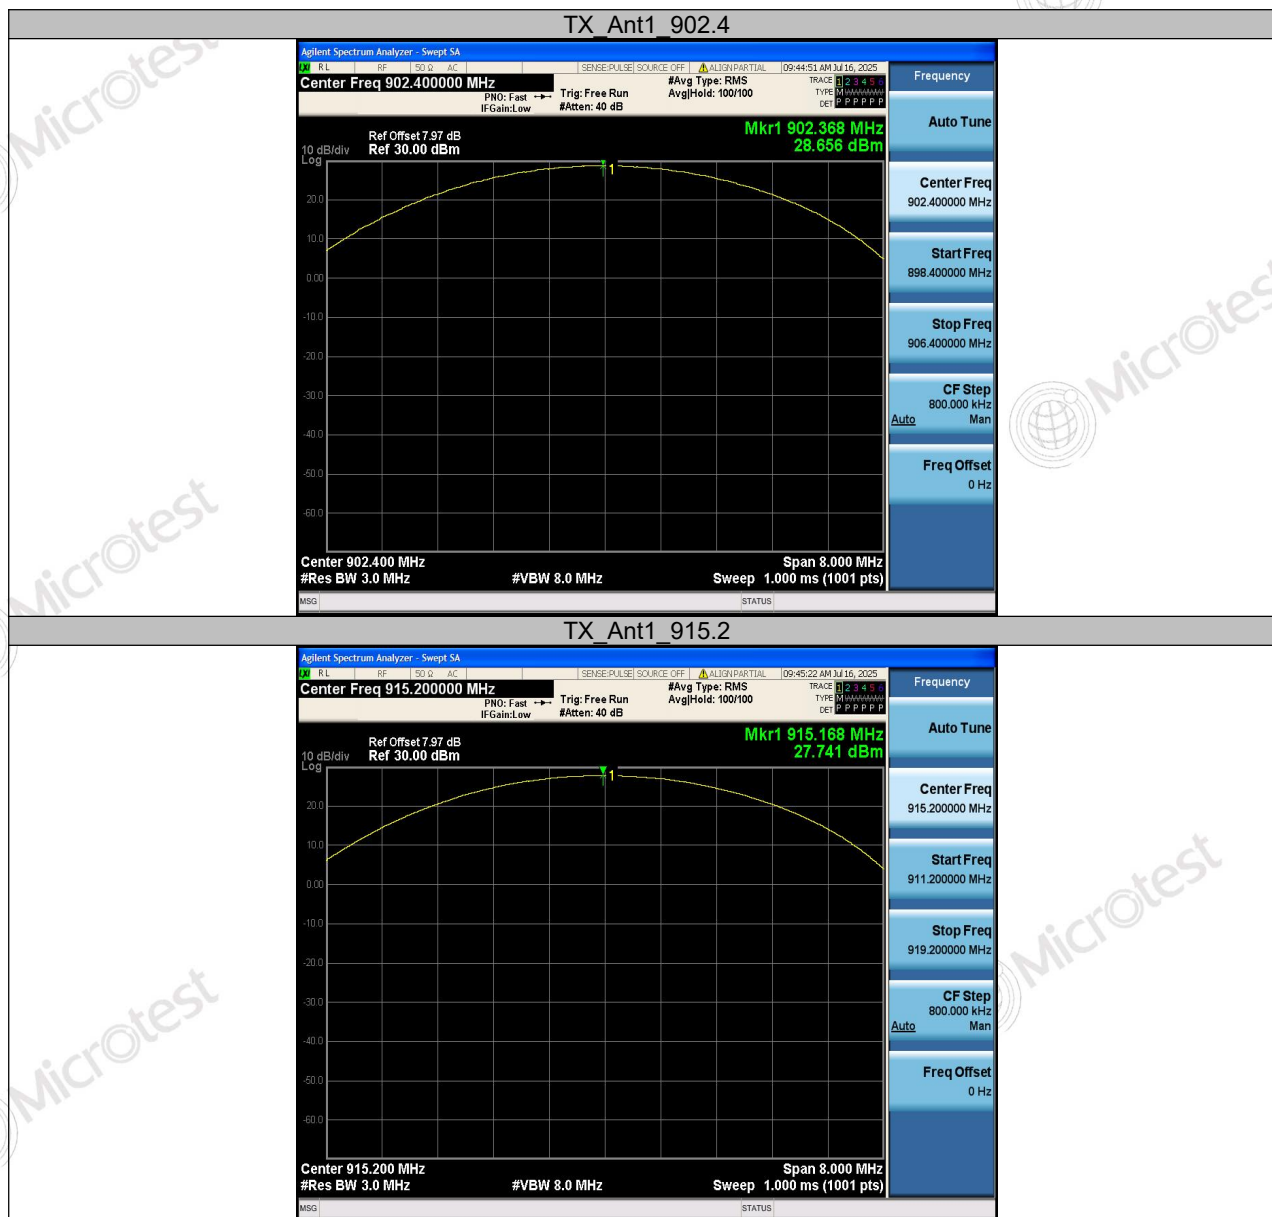 TX_Ant1_902.4
Agilent Spectrum Analyzer - Swept SA
RL RF 50 Ω AC SENSE:PULSE SOURCE OFF ALIGN PARTIAL 09:44:51 AM Jul 16, 2025
Center Freq 902.400000 MHz
PNO: Fast
IFGain:Low
Trig: Free Run
#Atten: 40 dB
#Avg Type: RMS
Avg|Hold: 100/100
TRACE 1 2 3 4 5 6
TYPE M
DET P P P P P P
Mkr1 902.368 MHz
28.656 dBm
Ref Offset 7.97 dB
10 dB/div Ref 30.00 dBm
Log
1
20.0
10.0
0.00
-10.0
-20.0
-30.0
-40.0
-50.0
-60.0
Center 902.400 MHz Span 8.000 MHz
#Res BW 3.0 MHz #VBW 8.0 MHz Sweep 1.000 ms (1001 pts)
MSG STATUS
Frequency
Auto Tune
Center Freq
902.400000 MHz
Start Freq
898.400000 MHz
Stop Freq
906.400000 MHz
CF Step
800.000 kHz
Auto Man
Freq Offset
0 Hz
TX_Ant1_915.2
Agilent Spectrum Analyzer - Swept SA
RL RF 50 Ω AC SENSE:PULSE SOURCE OFF ALIGN PARTIAL 09:45:22 AM Jul 16, 2025
Center Freq 915.200000 MHz
PNO: Fast
IFGain:Low
Trig: Free Run
#Atten: 40 dB
#Avg Type: RMS
Avg|Hold: 100/100
TRACE 1 2 3 4 5 6
TYPE M
DET P P P P P P
Mkr1 915.168 MHz
27.741 dBm
Ref Offset 7.97 dB
10 dB/div Ref 30.00 dBm
Log
1
20.0
10.0
0.00
-10.0
-20.0
-30.0
-40.0
-50.0
-60.0
Center 915.200 MHz Span 8.000 MHz
#Res BW 3.0 MHz #VBW 8.0 MHz Sweep 1.000 ms (1001 pts)
MSG STATUS
Frequency
Auto Tune
Center Freq
915.200000 MHz
Start Freq
911.200000 MHz
Stop Freq
919.200000 MHz
CF Step
800.000 kHz
Auto Man
Freq Offset
0 Hz
Microtest
Microtest
Microtest
Microtest
Microtest